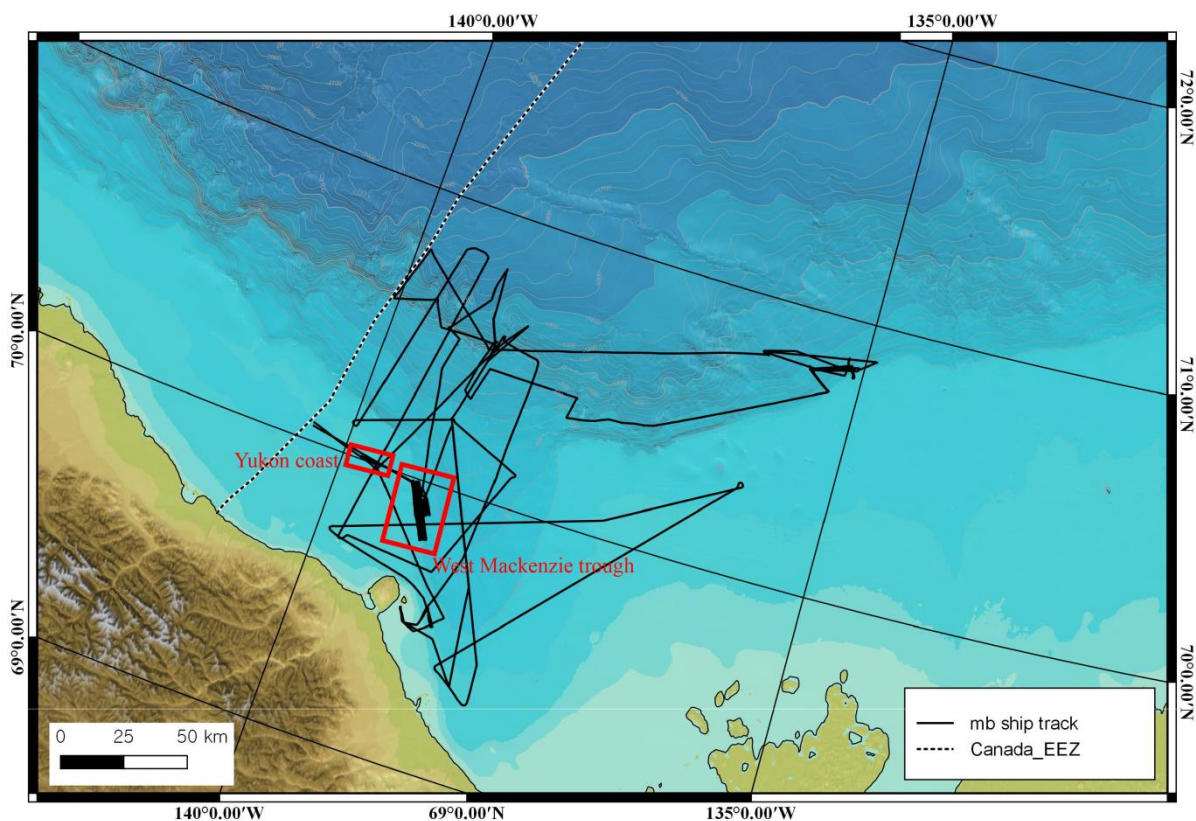 140°0.00'W
135°0.00'W
72°0.00'N
70°0.00'N
71°0.00'N
Yukon coast
West Mackenzie trough
69°0.00'N
70°0.00'N
mb ship track
Canada_EEZ
0 25 50 km
140°0.00'W
69°0.00'N
135°0.00'W